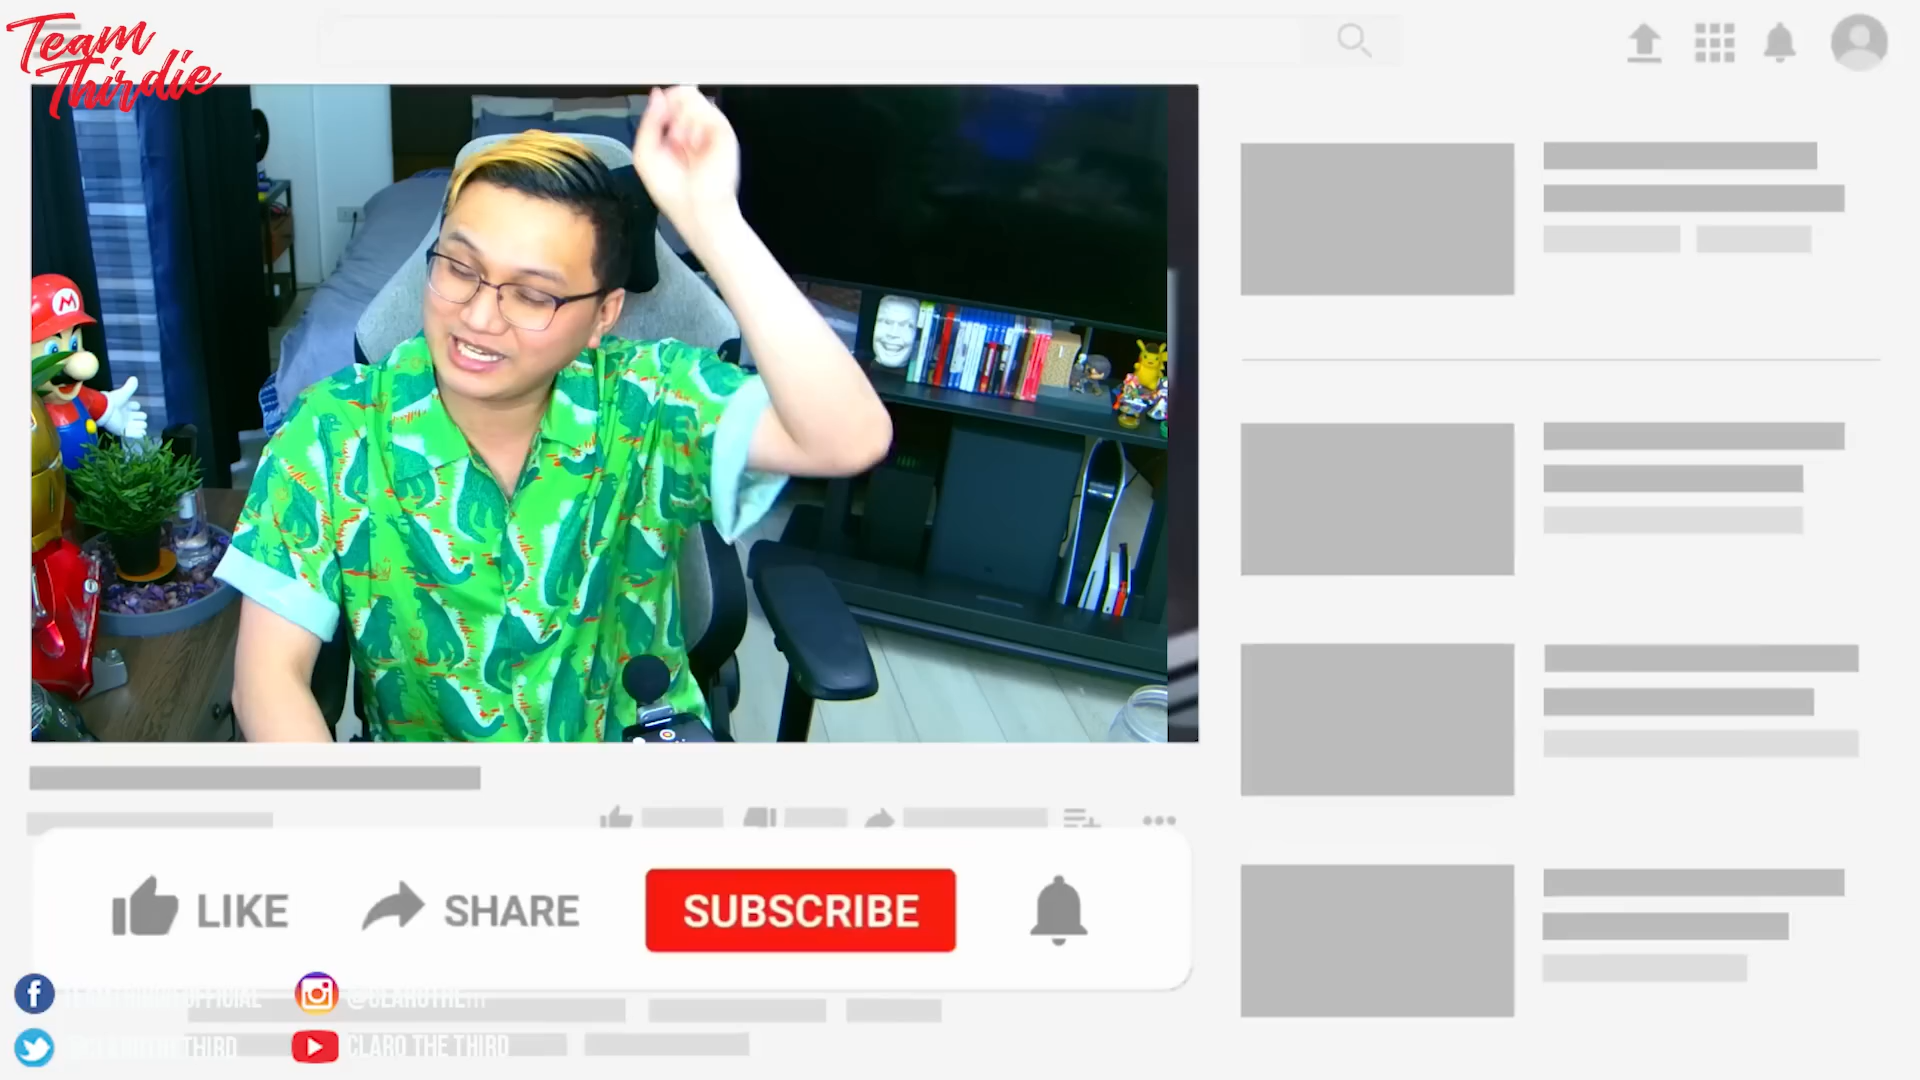 Team
Thirdie
M
LIKE
SHARE
SUBSCRIBE
CLARO THE THIRD